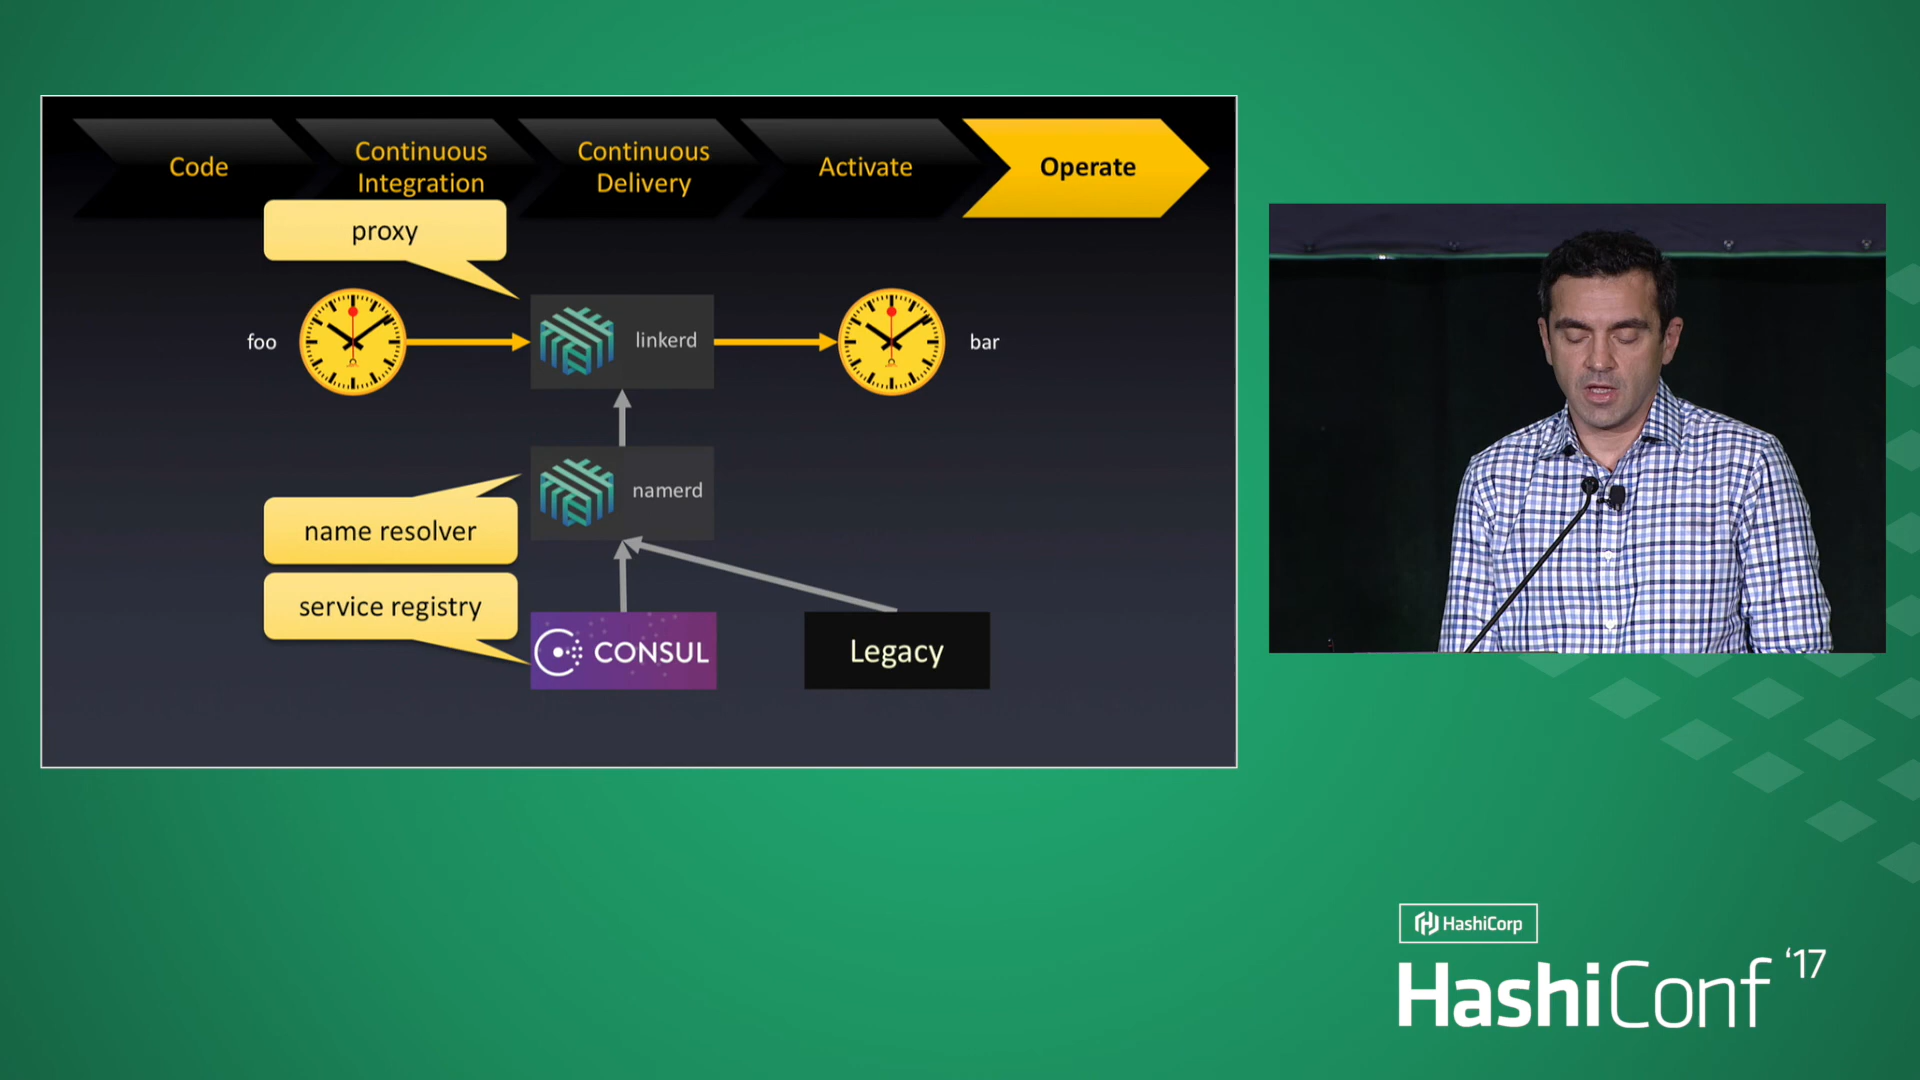 Code
Continuous
Integration
Continuous
Delivery
Activate
Operate
proxy
foo
linkerd
bar
namerd
name resolver
service registry
CONSUL
Legacy
HashiCorp
HashiConf '17